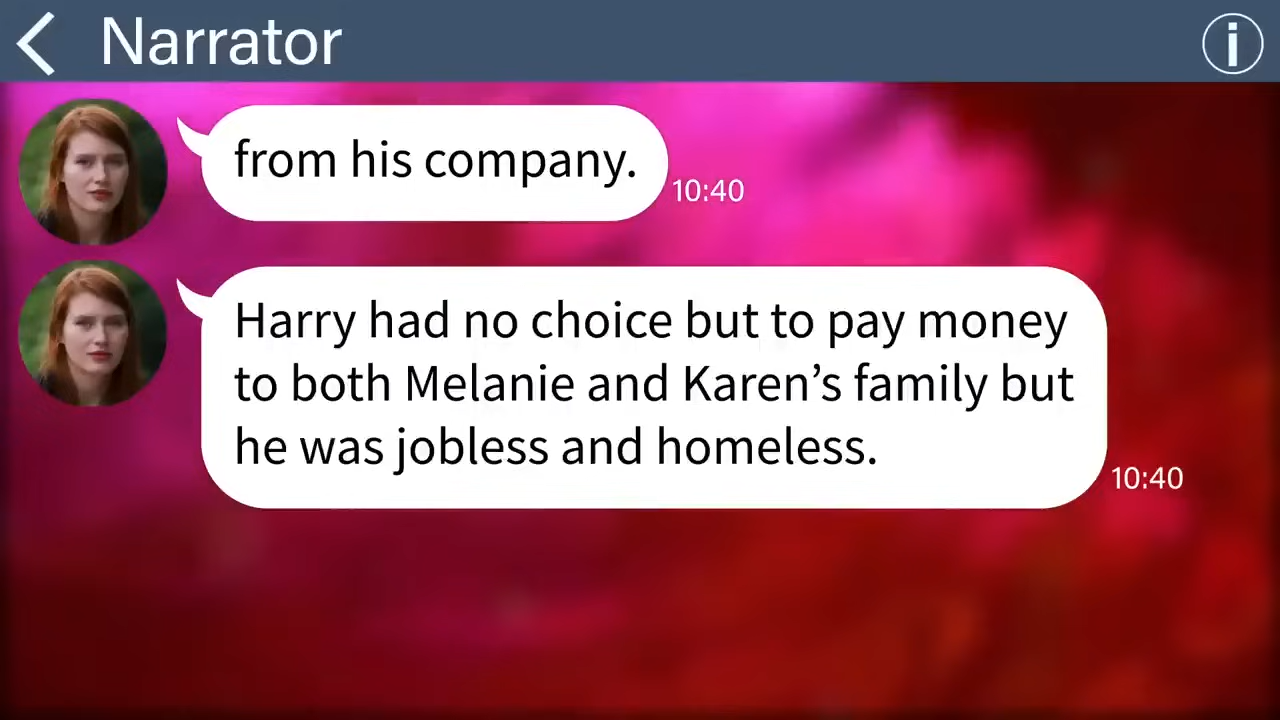 Narrator
i
from his company.
10:40
Harry had no choice but to pay money
to both Melanie and Karen’s family but
he was jobless and homeless.
10:40